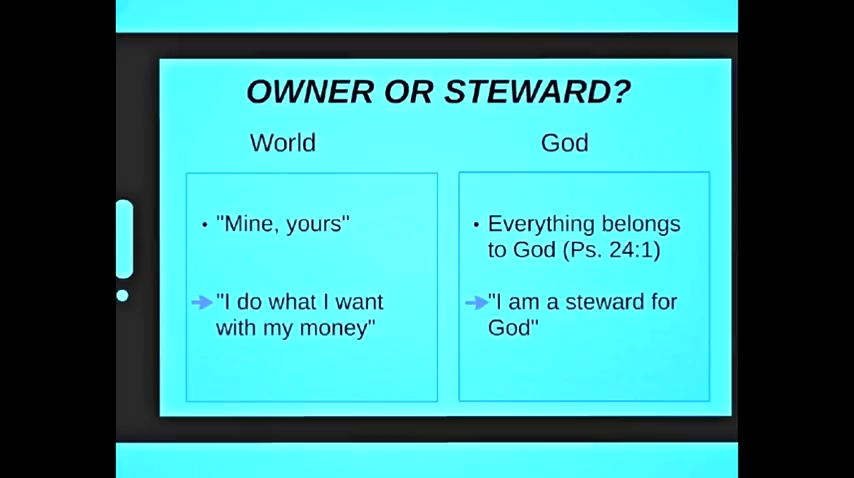 OWNER OR STEWARD?
World
God
• "Mine, yours"
"I do what I want
with my money"
• Everything belongs
to God (Ps. 24:1)
"I am a steward for
God"